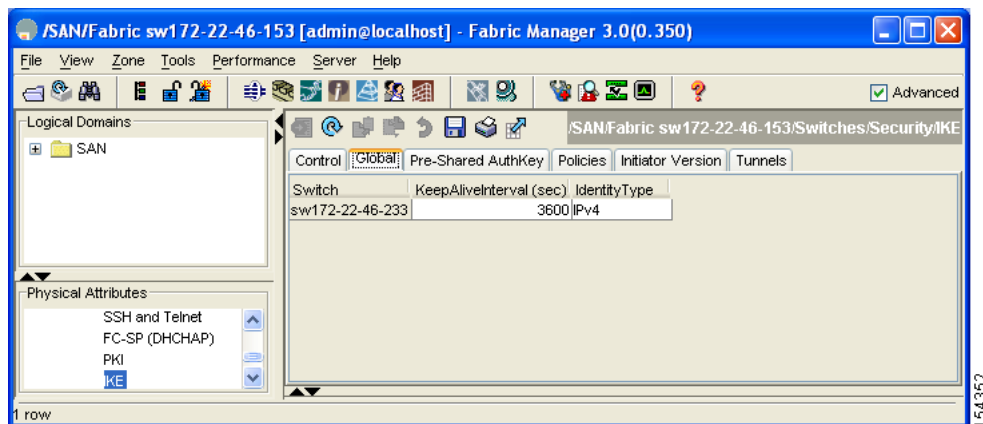 /SAN/Fabric sw172-22-46-153 [admin@localhost] - Fabric Manager 3.0(0.350)
File View Zone Tools Performance Server Help
Advanced
Logical Domains
SAN
/SAN/Fabric sw172-22-46-153/Switches/Security/IKE
Control Global Pre-Shared AuthKey Policies Initiator Version Tunnels
Switch KeepAliveInterval (sec) IdentityType
sw172-22-46-233 3600 IPv4
Physical Attributes
SSH and Telnet
FC-SP (DHCHAP)
PKI
IKE
1 row
154352